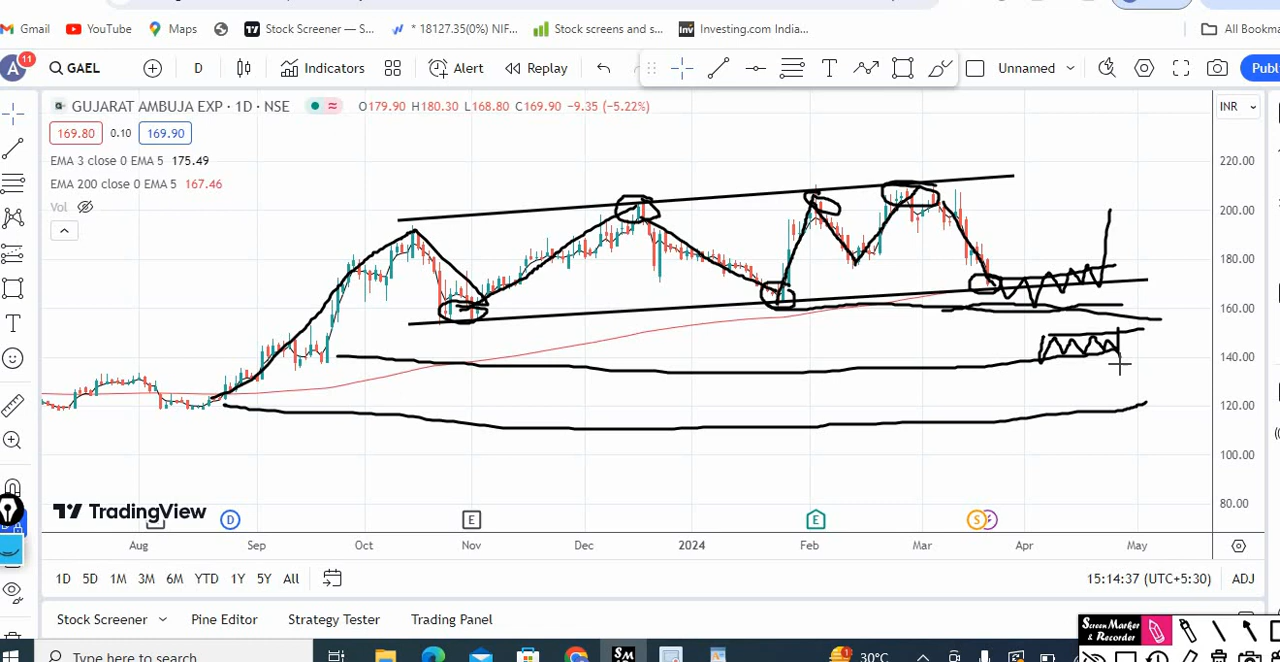 Gmail YouTube Maps Stock Screener — S... * 18127.35(0%) NIF... Stock screens and s... Inv Investing.com India... All Bookma
A 11 GAEL D Indicators Alert Replay Unnamed Publ
GUJARAT AMBUJA EXP · 1D · NSE O179.90 H180.30 L168.80 C169.90 −9.35 (−5.22%) INR
169.80 0.10 169.90
EMA 3 close 0 EMA 5 175.49
EMA 200 close 0 EMA 5 167.46
Vol
220.00
200.00
180.00
160.00
140.00
120.00
100.00
80.00
TradingView
D E E S
Aug Sep Oct Nov Dec 2024 Feb Mar Apr May
1D 5D 1M 3M 6M YTD 1Y 5Y All 15:14:37 (UTC+5:30) ADJ
Stock Screener Pine Editor Strategy Tester Trading Panel
Screen Marker
& Recorder
Type here to search SM 1 30°C